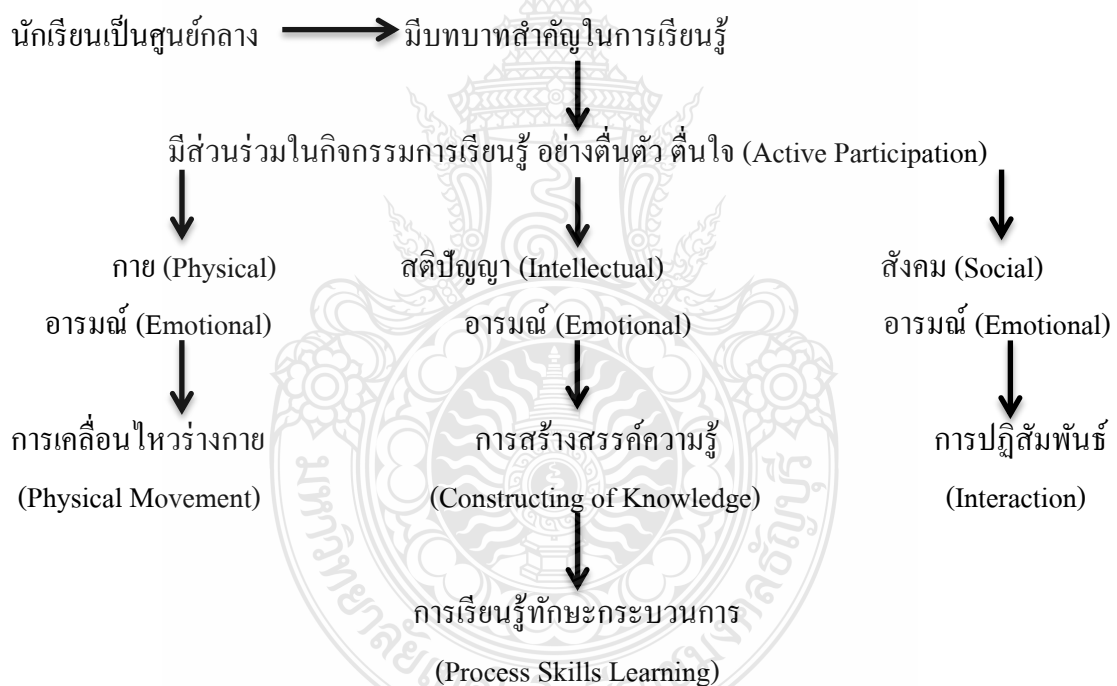 นักเรียนเป็นศูนย์กลาง มีบทบาทสำคัญในการเรียนรู้
มีส่วนร่วมในกิจกรรมการเรียนรู้ อย่างตื่นตัว ตื่นใจ (Active Participation)
กาย (Physical) สติปัญญา (Intellectual) สังคม (Social)
อารมณ์ (Emotional) อารมณ์ (Emotional) อารมณ์ (Emotional)
การเคลื่อนไหวร่างกาย การสร้างสรรค์ความรู้ การปฏิสัมพันธ์
(Physical Movement) (Constructing of Knowledge) (Interaction)
การเรียนรู้ทักษะกระบวนการ
(Process Skills Learning)